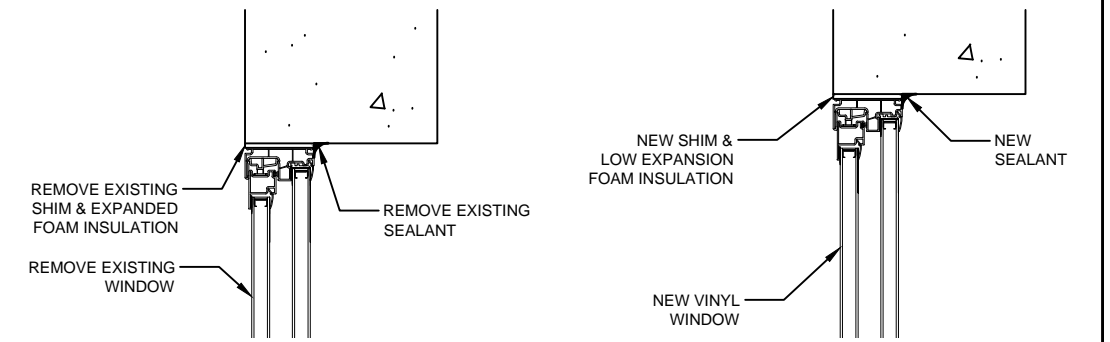 REMOVE EXISTING
SHIM & EXPANDED
FOAM INSULATION
REMOVE EXISTING
SEALANT
REMOVE EXISTING
WINDOW
NEW SHIM &
LOW EXPANSION
FOAM INSULATION
NEW
SEALANT
NEW VINYL
WINDOW